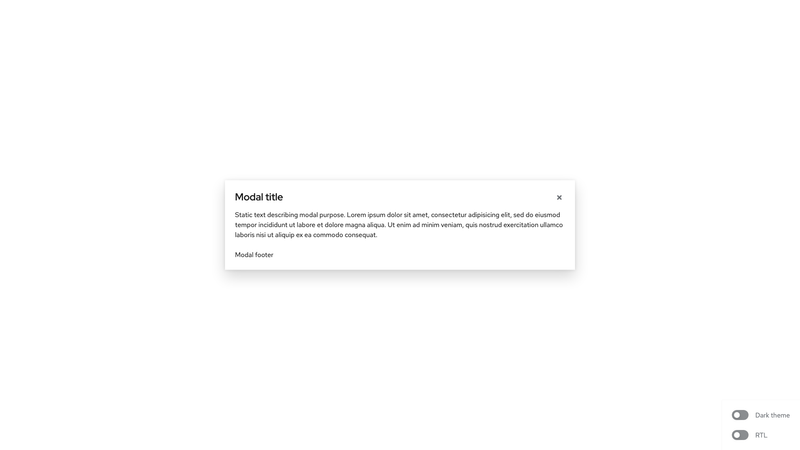 Modal title
Static text describing modal purpose. Lorem ipsum dolor sit amet, consectetur adipisicing elit, sed do eiusmod
tempor incididunt ut labore et dolore magna aliqua. Ut enim ad minim veniam, quis nostrud exercitation ullamco
laboris nisi ut aliquip ex ea commodo consequat.
Modal footer
Dark theme
RTL